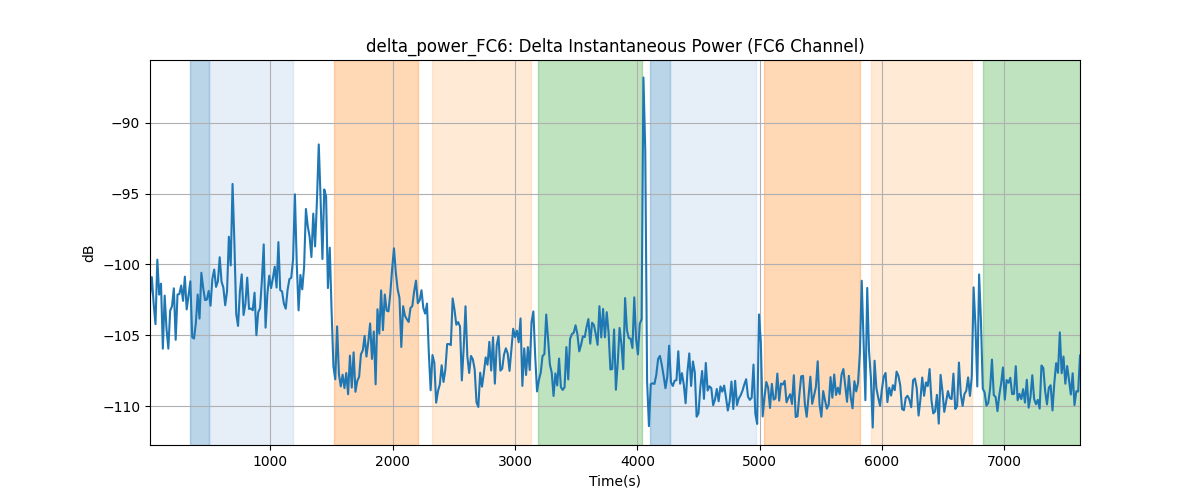 delta_power_FC6: Delta Instantaneous Power (FC6 Channel)
−90
−95
−100
−105
−110
dB
1000 2000 3000 4000 5000 6000 7000
Time(s)